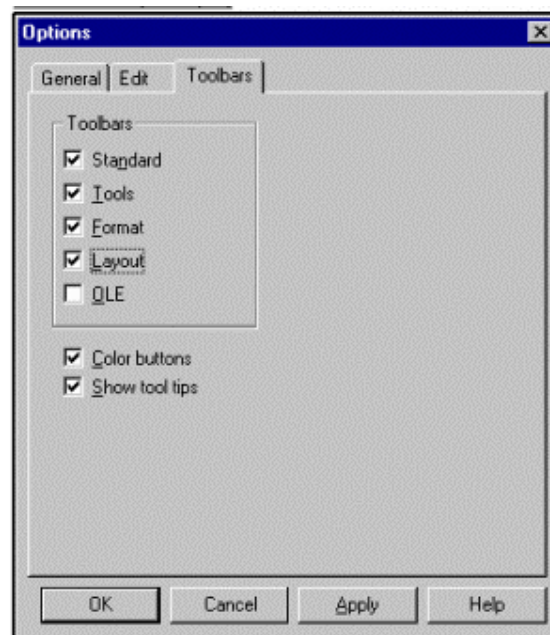 Options
General Edit Toolbars
Toolbars
Standard
Tools
Format
Layout
OLE
Color buttons
Show tool tips
OK Cancel Apply Help